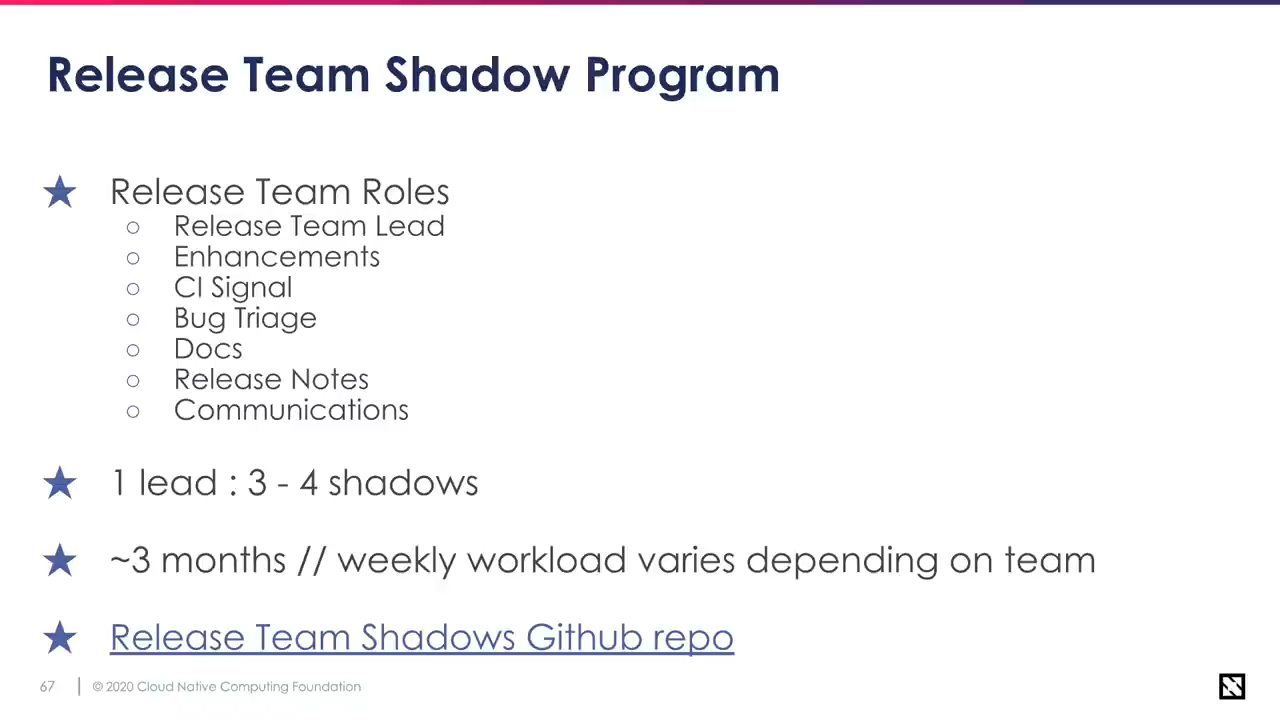 Release Team Shadow Program
★ Release Team Roles
○ Release Team Lead
○ Enhancements
○ CI Signal
○ Bug Triage
○ Docs
○ Release Notes
○ Communications
★ 1 lead : 3 - 4 shadows
★ ~3 months // weekly workload varies depending on team
★ Release Team Shadows Github repo
67 | © 2020 Cloud Native Computing Foundation